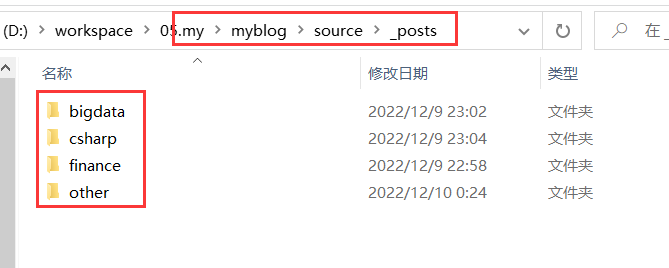 (D:) > workspace > 05.my > myblog > source > _posts 在 _
名称 修改日期 类型
bigdata 2022/12/9 23:02 文件夹
csharp 2022/12/9 23:04 文件夹
finance 2022/12/9 22:58 文件夹
other 2022/12/10 0:24 文件夹